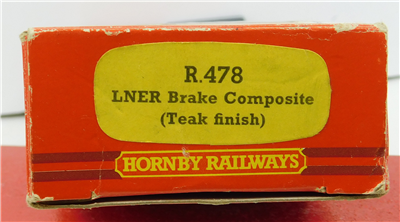 R.478
LNER Brake Composite
(Teak finish)
HORNBY RAILWAYS